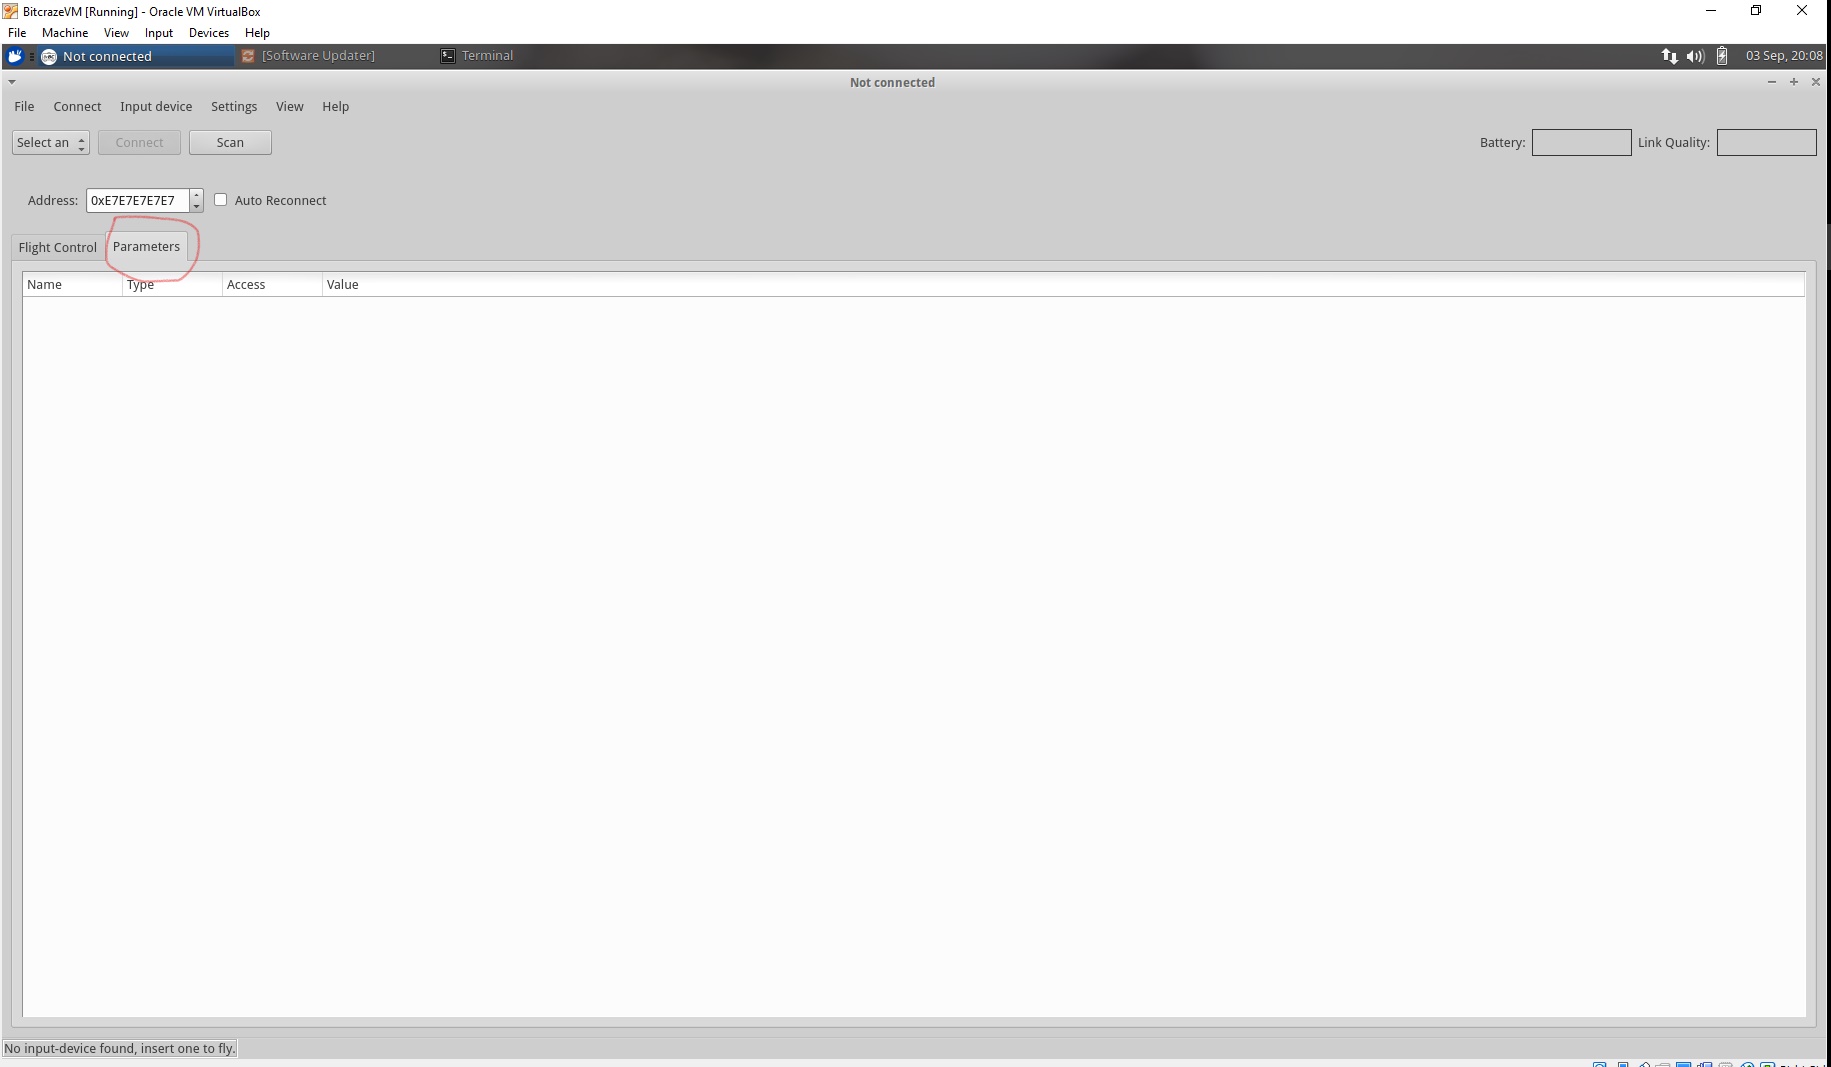 BitcrazeVM [Running] - Oracle VM VirtualBox
File Machine View Input Devices Help
Not connected [Software Updater] Terminal 03 Sep, 20:08
Not connected
File Connect Input device Settings View Help
Select an Connect Scan Battery: Link Quality:
Address: 0xE7E7E7E7E7 Auto Reconnect
Flight Control Parameters
Name Type Access Value
No input-device found, insert one to fly.